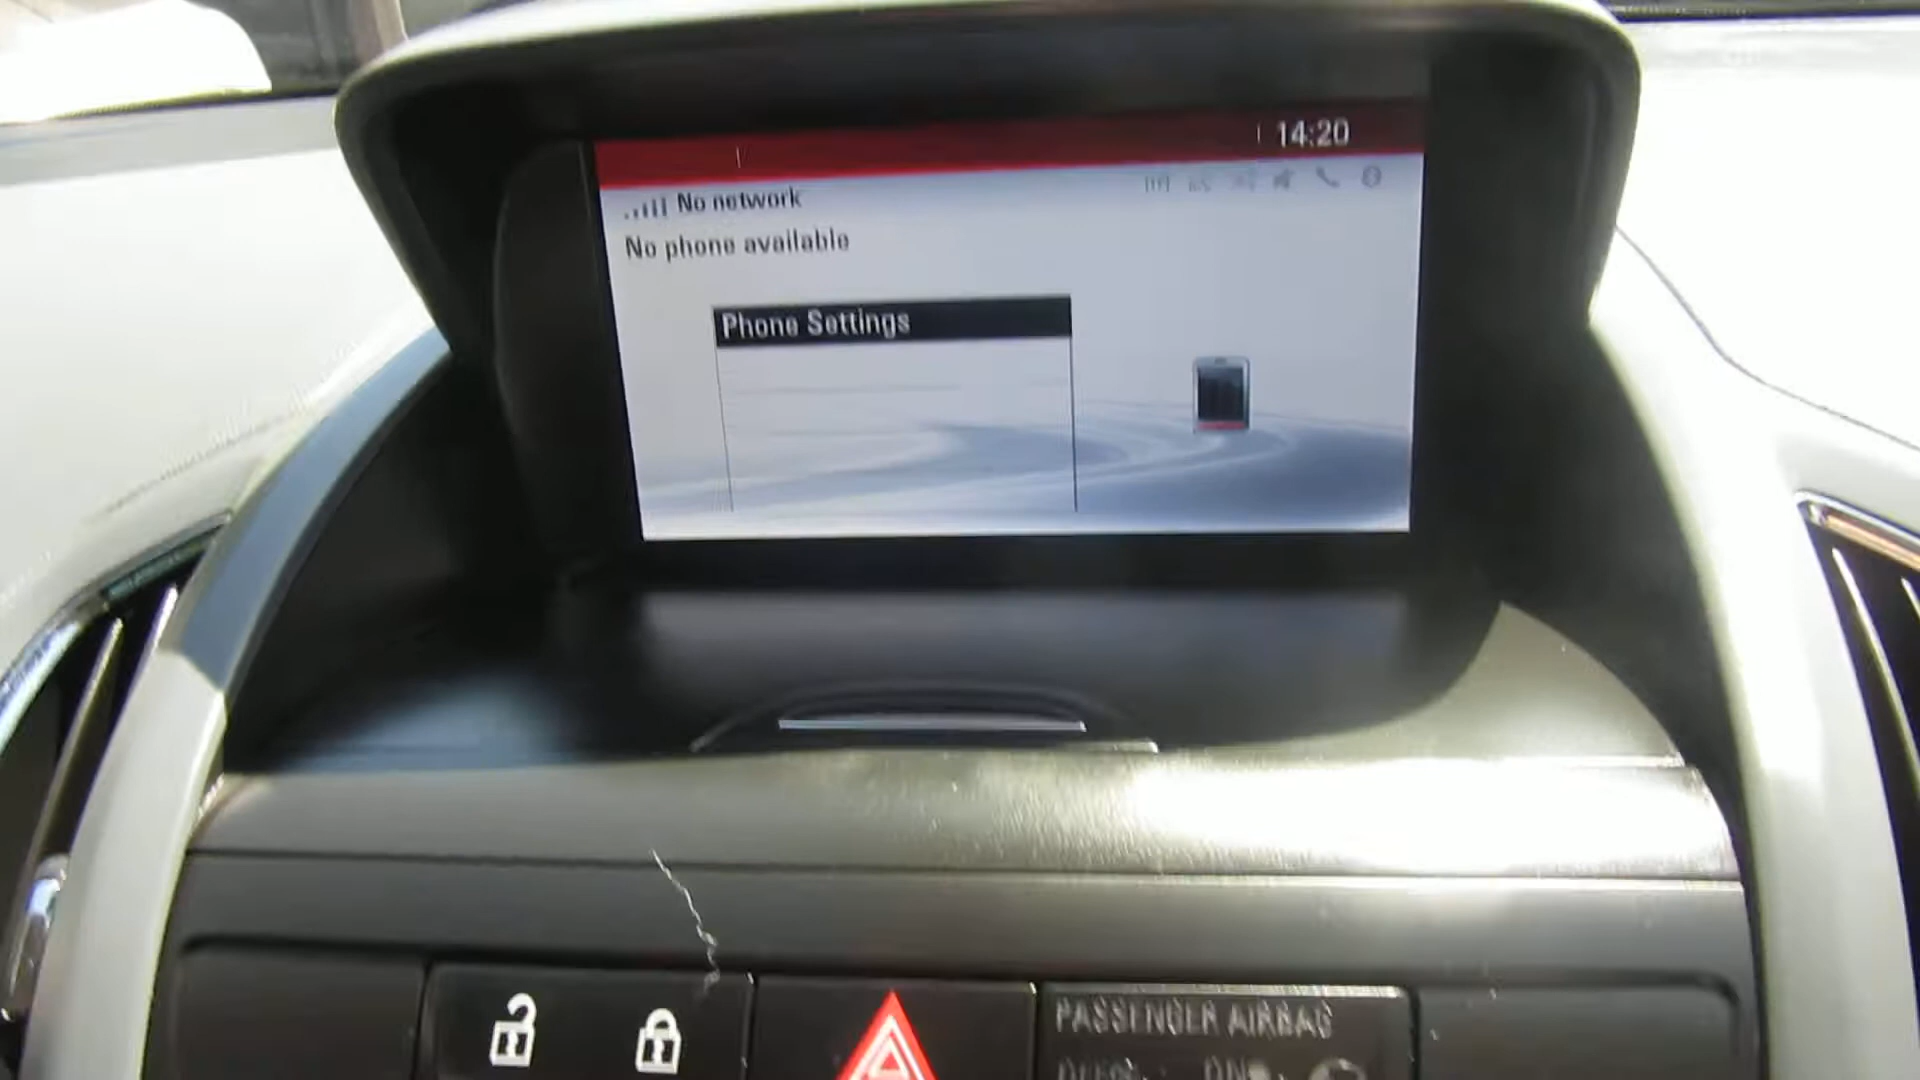 14:20
No network
No phone available
Phone Settings
PASSENGER AIRBAG